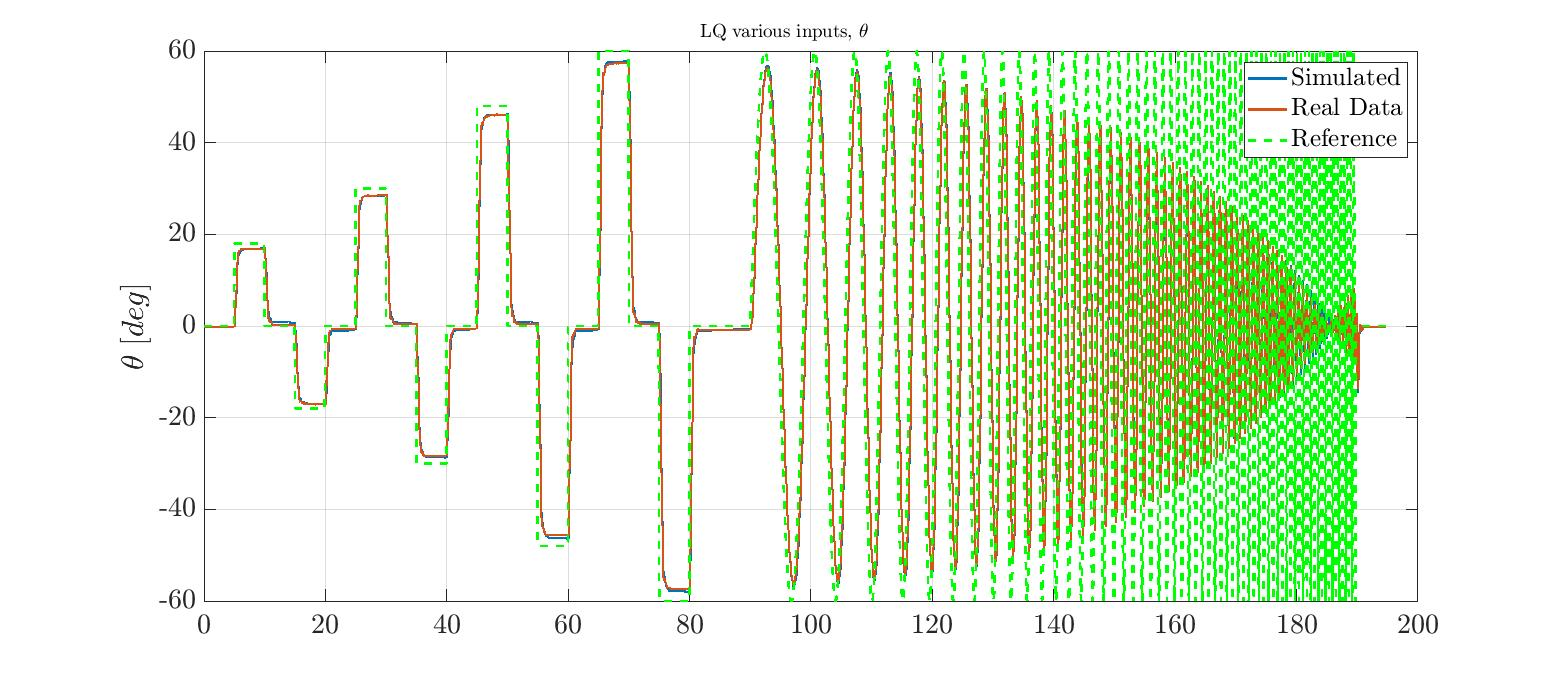 LQ various inputs, θ
Simulated
Real Data
Reference
θ [deg]
60
40
20
0
-20
-40
-60
0 20 40 60 80 100 120 140 160 180 200